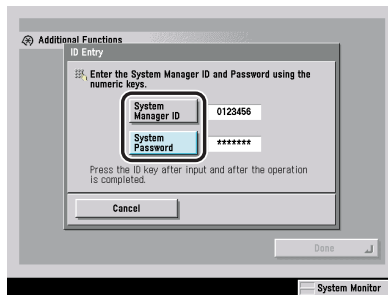 Additional Functions
ID Entry
Enter the System Manager ID and Password using the
numeric keys.
System
Manager ID
0123456
System
Password
*******
Press the ID key after input and after the operation
is completed.
Cancel
Done
System Monitor